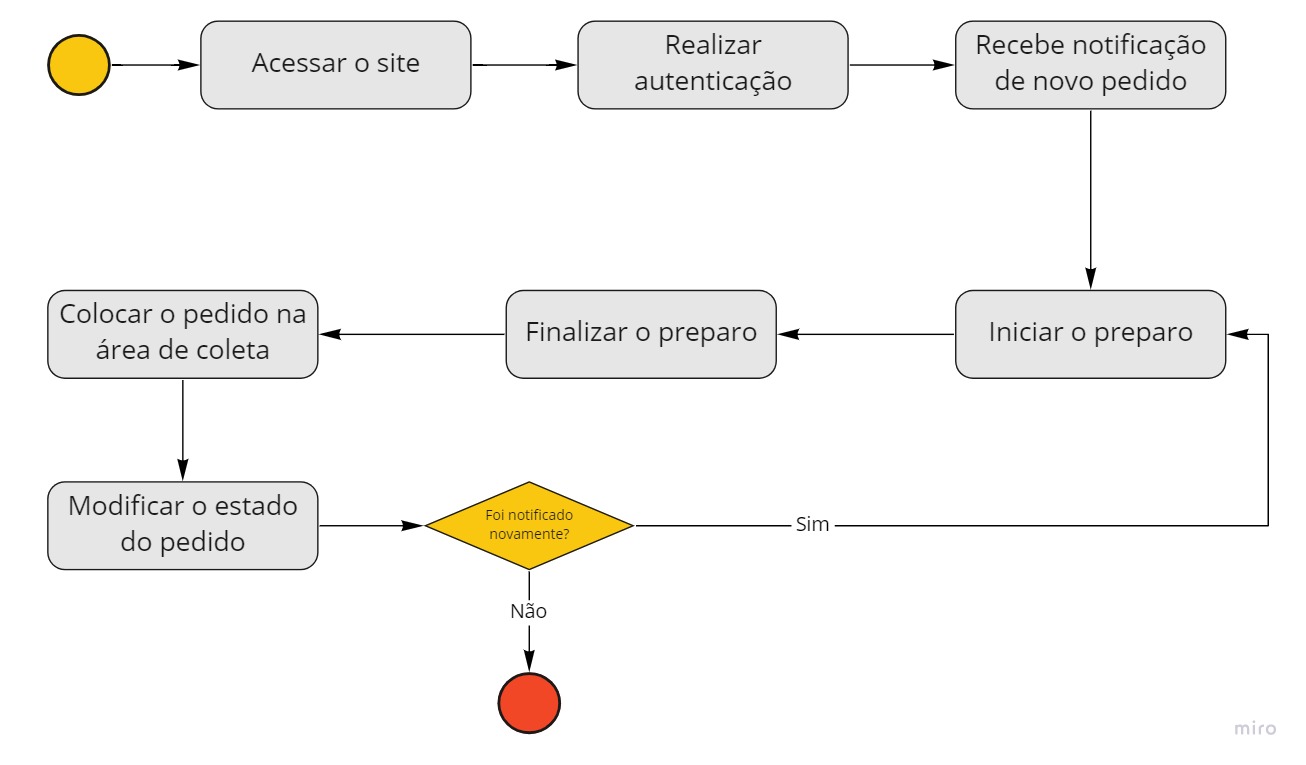 Acessar o site
Realizar
autenticação
Recebe notificação
de novo pedido
Colocar o pedido na
área de coleta
Finalizar o preparo
Iniciar o preparo
Modificar o estado
do pedido
Foi notificado
novamente?
Sim
Não
miro